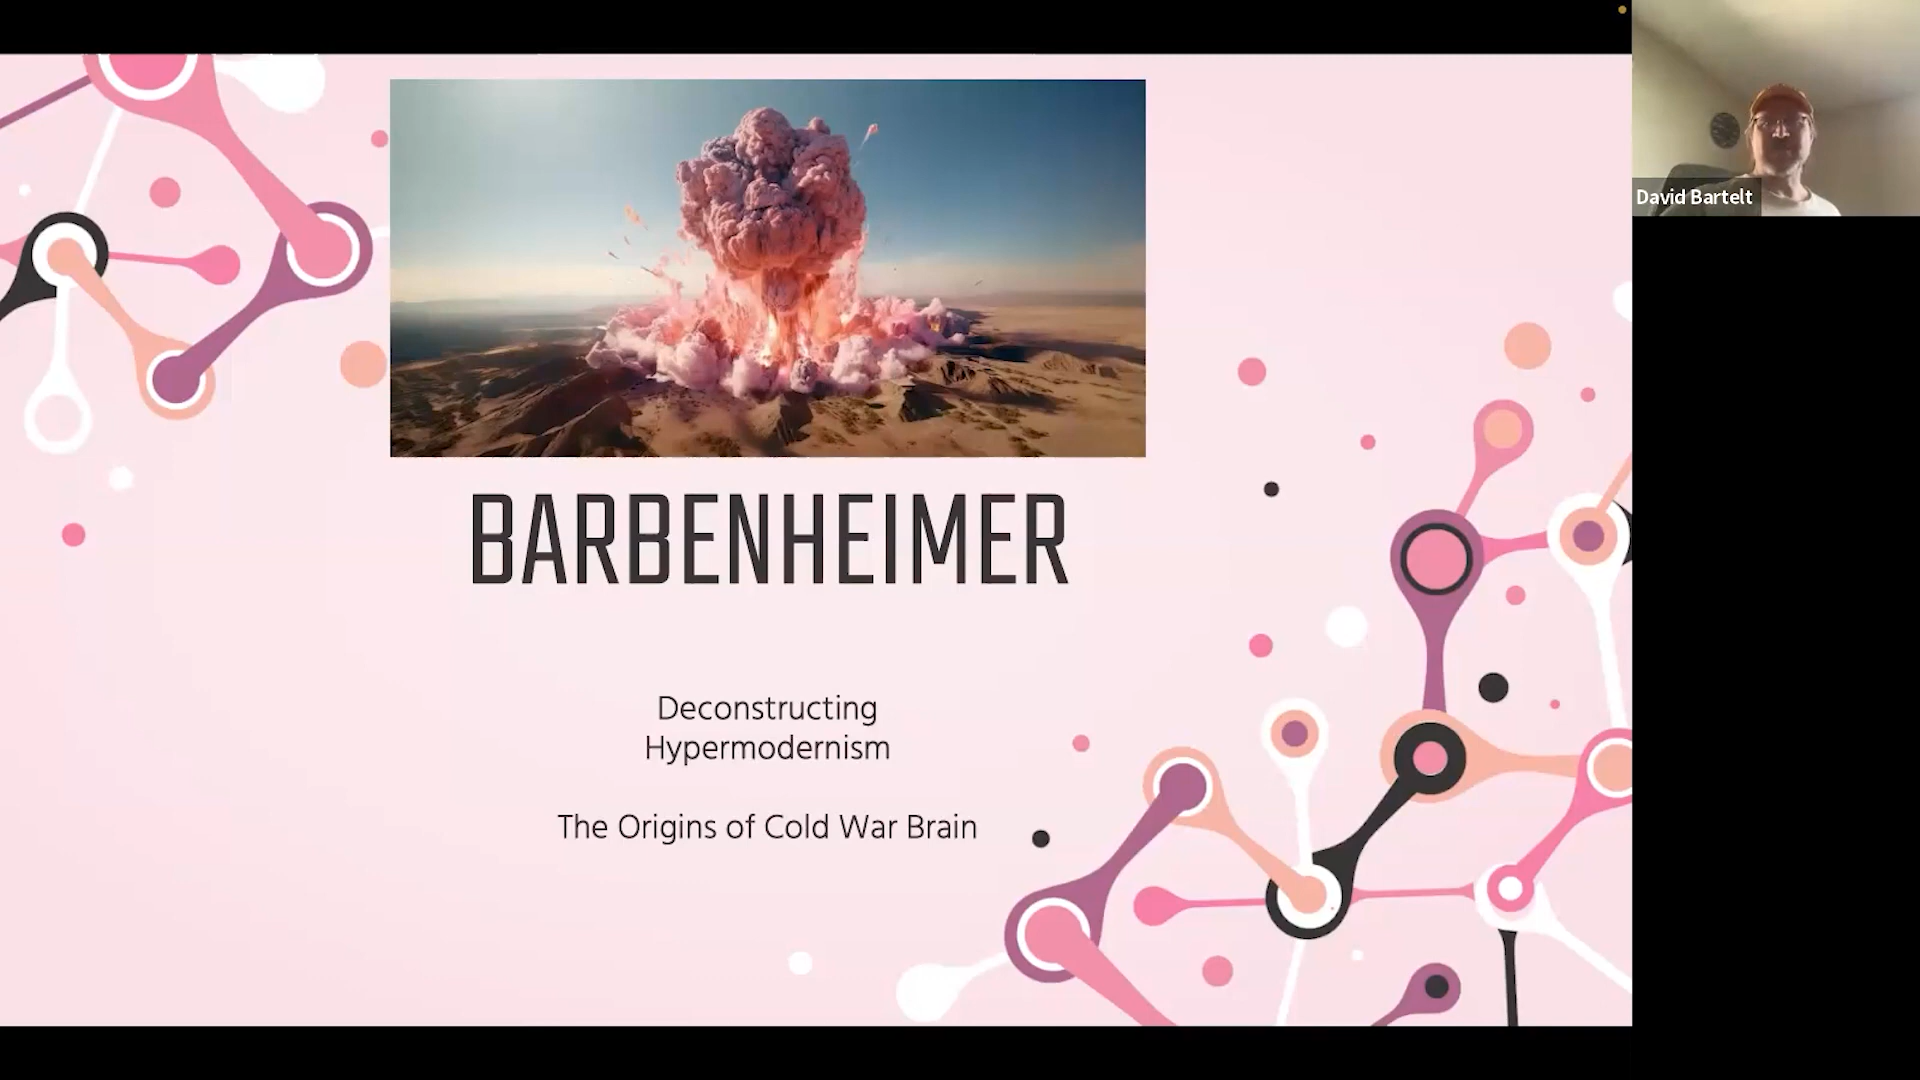 BARBENHEIMER
Deconstructing
Hypermodernism
The Origins of Cold War Brain
David Bartelt